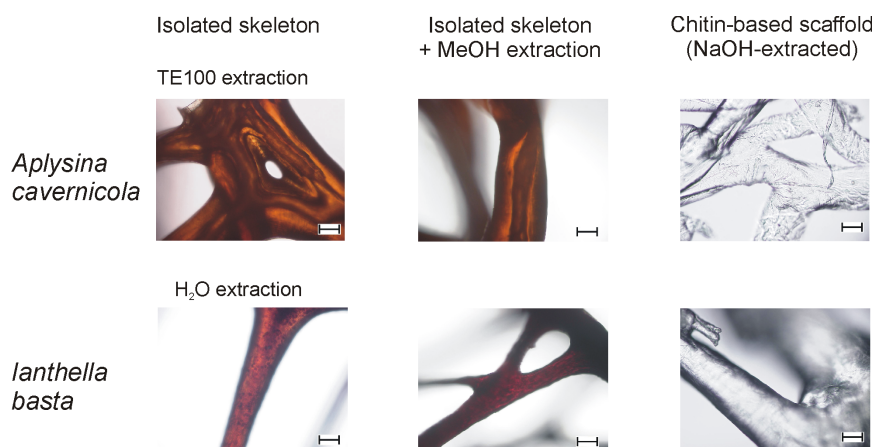 Isolated skeleton
Isolated skeleton
+ MeOH extraction
Chitin-based scaffold
(NaOH-extracted)
TE100 extraction
Aplysina
cavernicola
H₂O extraction
Ianthella
basta